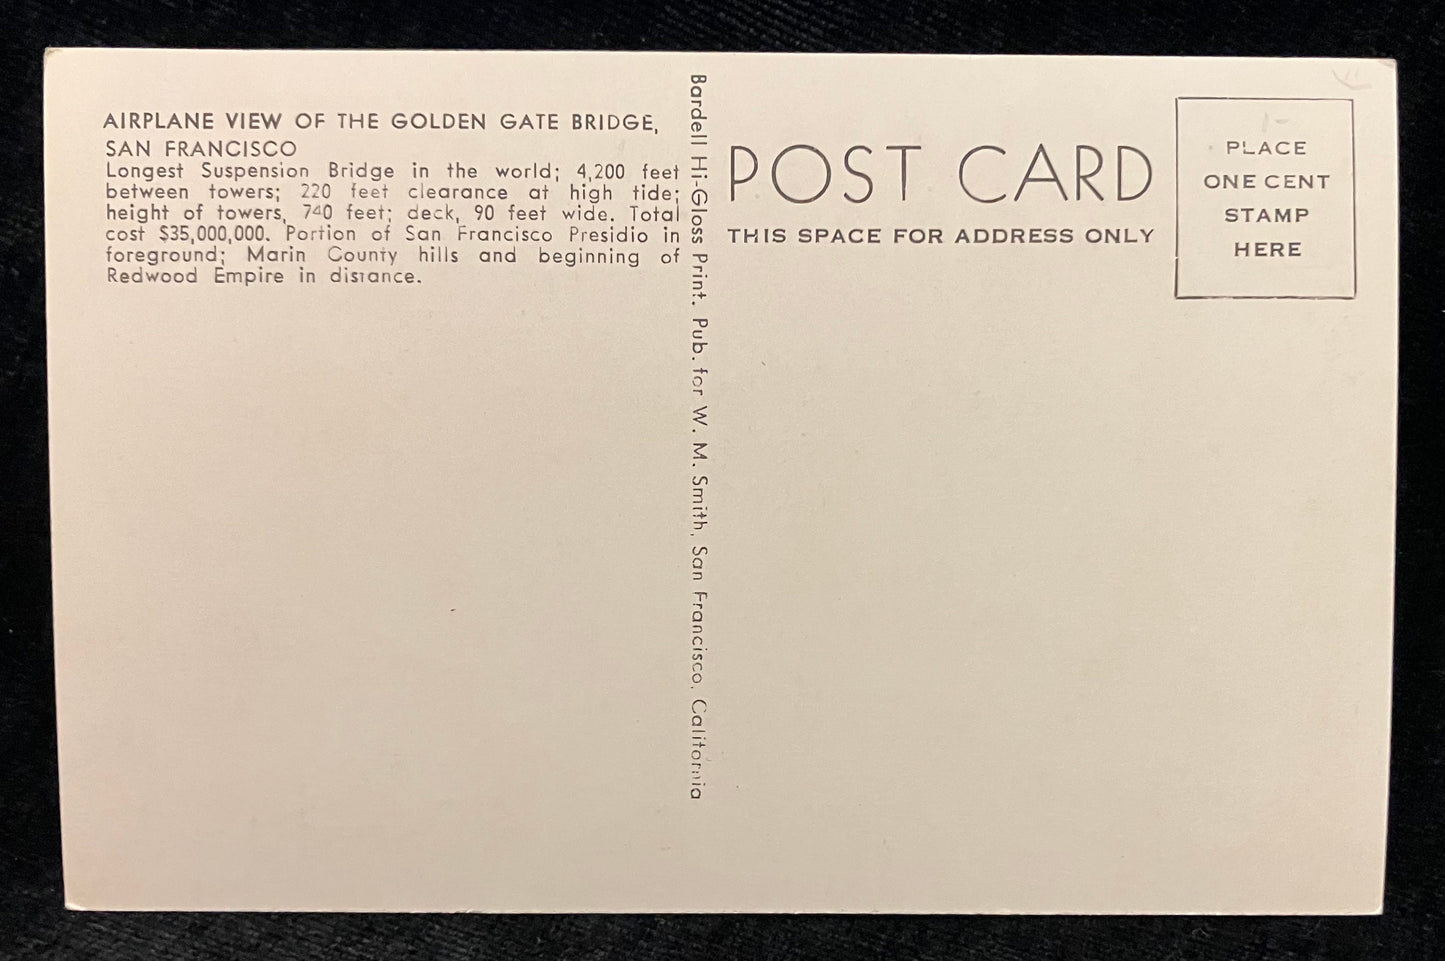 AIRPLANE VIEW OF THE GOLDEN GATE BRIDGE,
SAN FRANCISCO
Longest Suspension Bridge in the world; 4,200 feet
between towers; 220 feet clearance at high tide;
height of towers, 740 feet; deck, 90 feet wide. Total
cost $35,000,000. Portion of San Francisco Presidio in
foreground; Marin County hills and beginning of
Redwood Empire in distance.
Bardell Hi-Gloss Print. Pub. for W. M. Smith, San Francisco, California
POST CARD
THIS SPACE FOR ADDRESS ONLY
PLACE
ONE CENT
STAMP
HERE